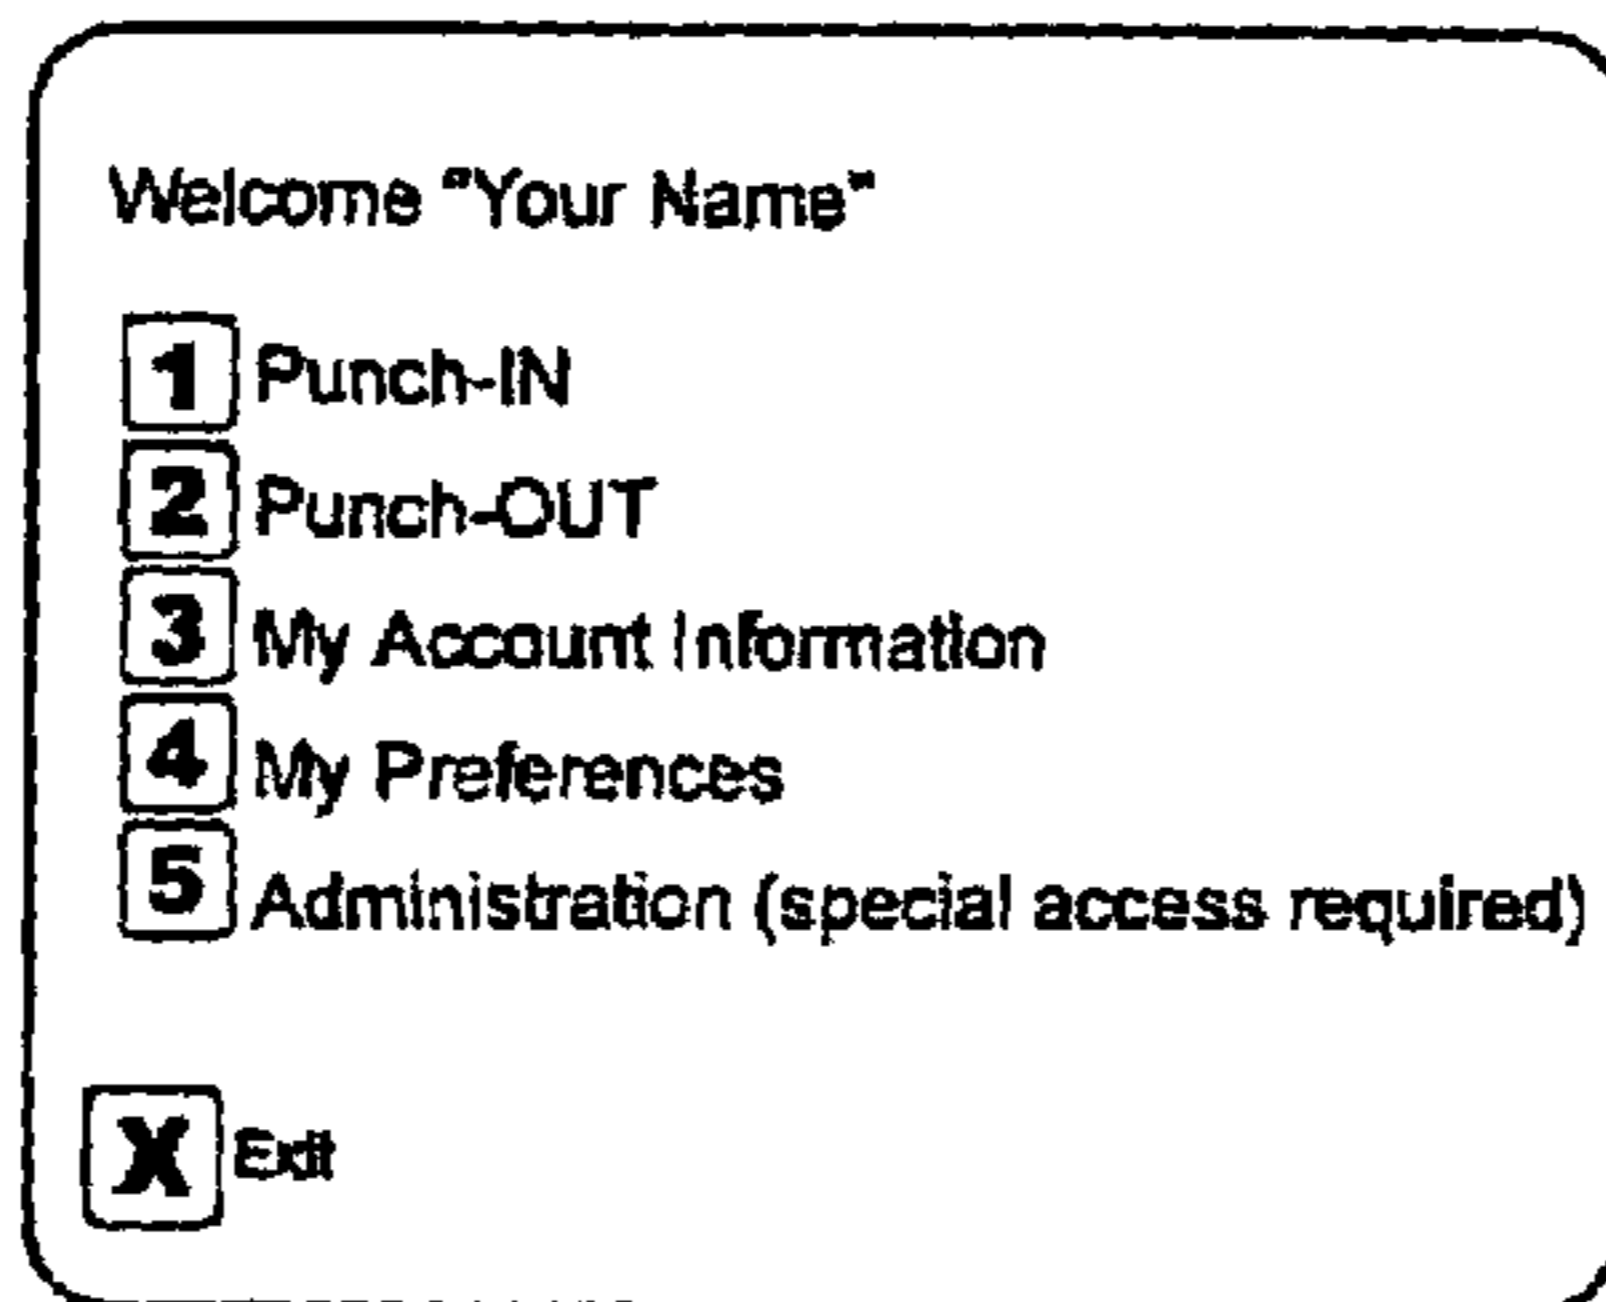 Welcome "Your Name"
1 Punch-IN
2 Punch-OUT
3 My Account Information
4 My Preferences
5 Administration (special access required)
X Exit